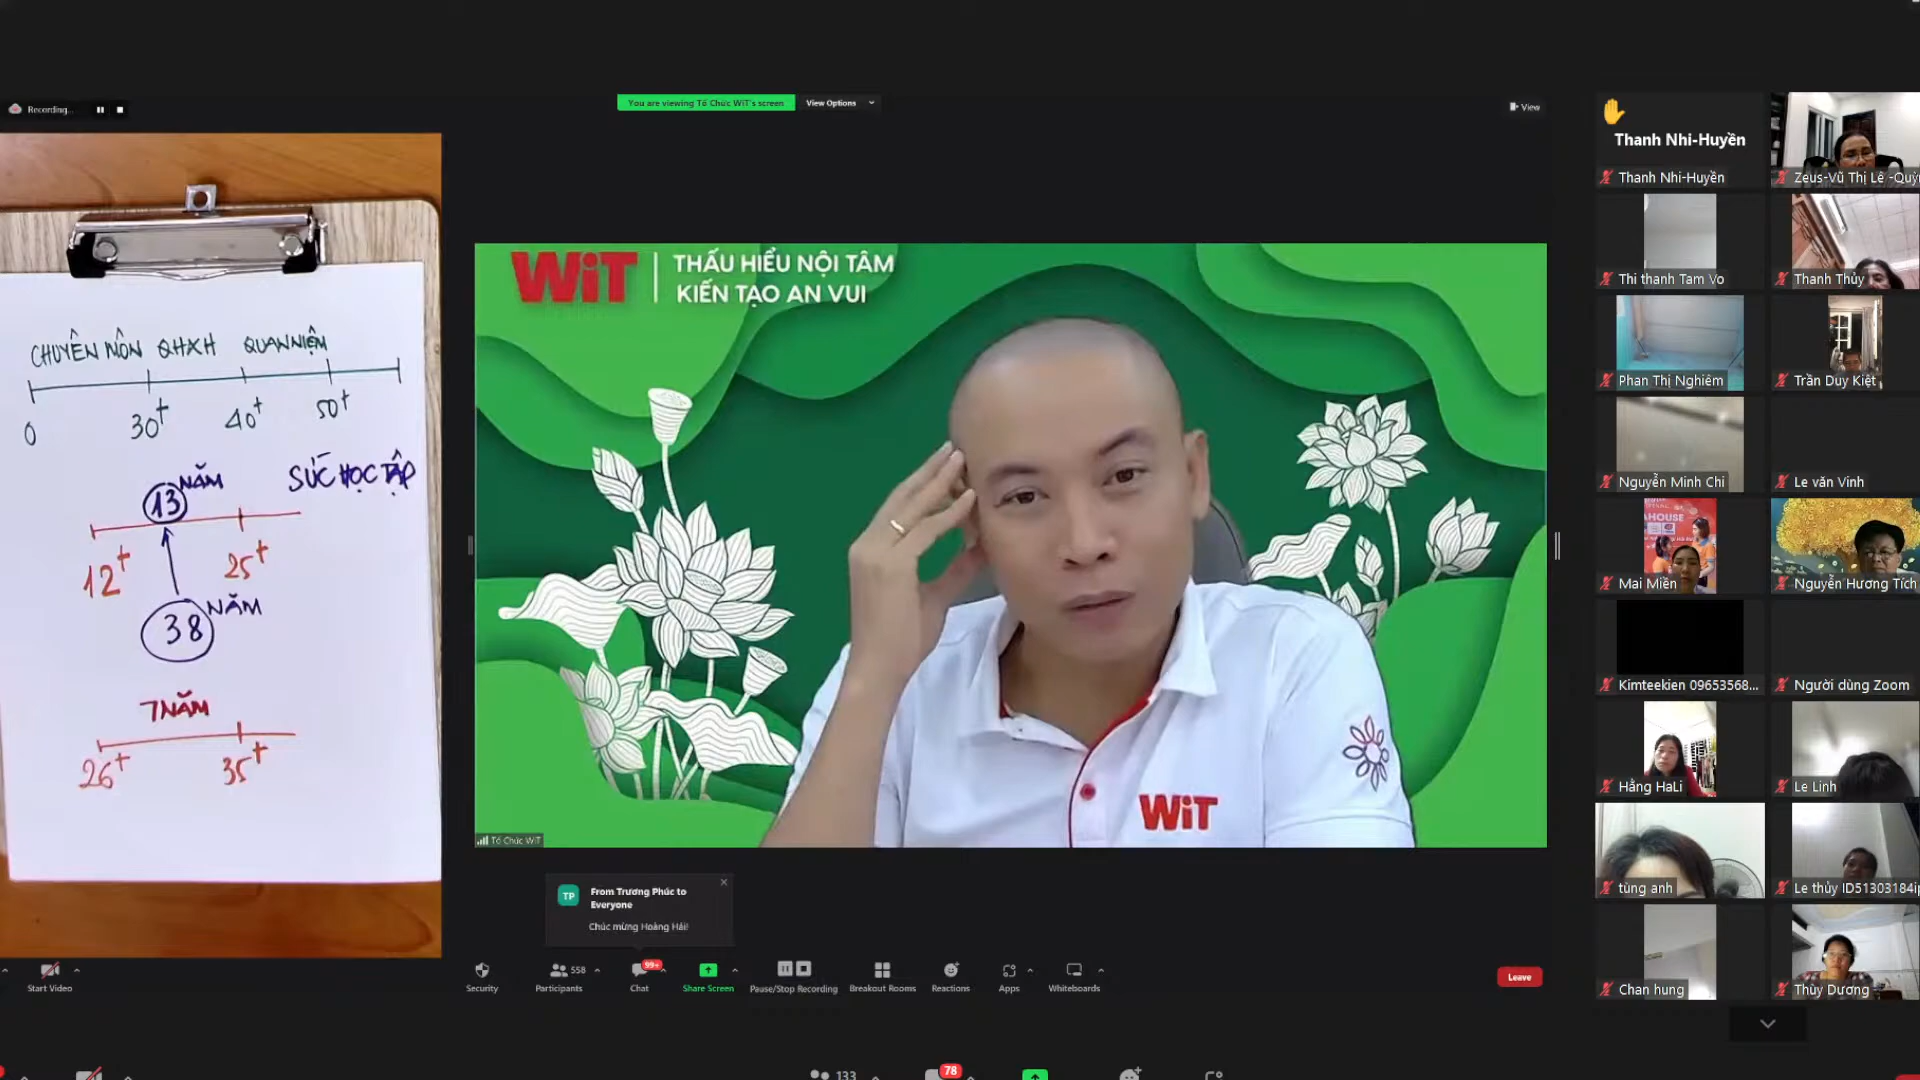 Recording...
You are viewing Tổ Chức WiT's screen
View Options
View
CHUYÊN MÔN QHXH QUAN NIỆM
0 30+ 40+ 50+
SỨC HỌC TẬP
13 NĂM
12+ 25+
38 NĂM
7 NĂM
26+ 35+
WiT
THẤU HIỂU NỘI TÂM
KIẾN TẠO AN VUI
WiT
Tổ Chức WiT
TP
From Trương Phúc to
Everyone
Chúc mừng Hoàng Hải!
Start Video
Security
558
Participants
99+
Chat
Share Screen
Pause/Stop Recording
Breakout Rooms
Reactions
Apps
Whiteboards
Leave
Thanh Nhi-Huyền
Thanh Nhi-Huyền
Zeus-Vũ Thị Lê -Quỳn
Thi thanh Tam Vo
Thanh Thủy
Phan Thị Nghiêm
Trần Duy Kiệt
Nguyễn Minh Chi
Le văn Vinh
Mai Miền
Nguyễn Hương Tích
Kimteekien 09653568...
Người dùng Zoom
Hằng HaLi
Le Linh
tùng anh
Le thủy ID51303184ip
Chan hung
Thùy Dương
133
78